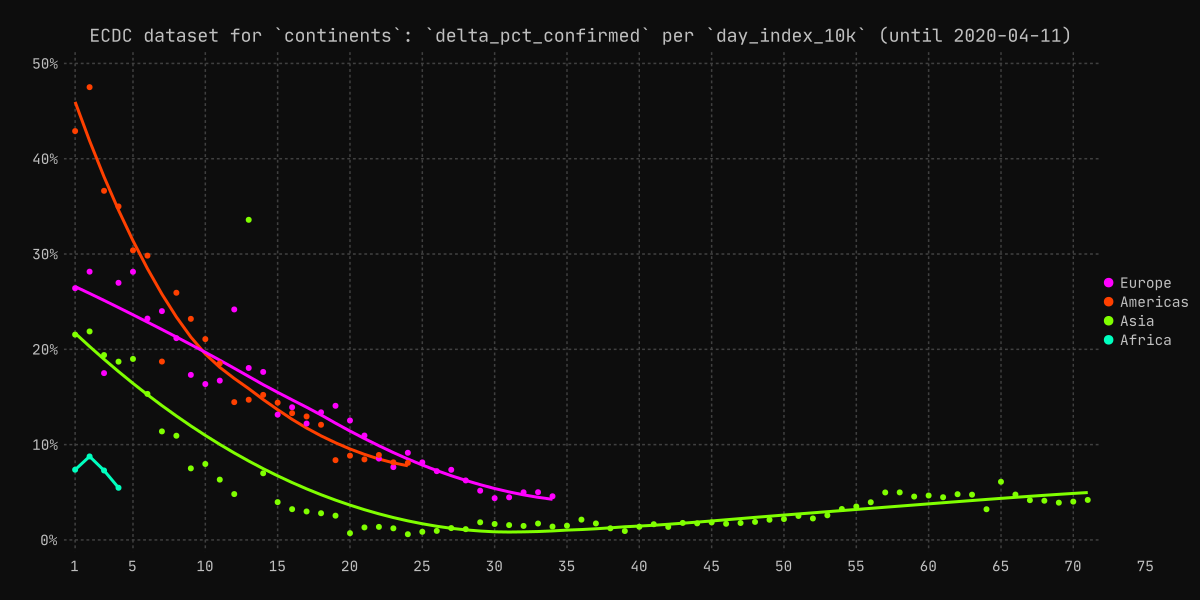 ECDC dataset for `continents`: `delta_pct_confirmed` per `day_index_10k` (until 2020-04-11)
50%
40%
30%
20%
10%
0%
1 5 10 15 20 25 30 35 40 45 50 55 60 65 70 75
Europe
Americas
Asia
Africa